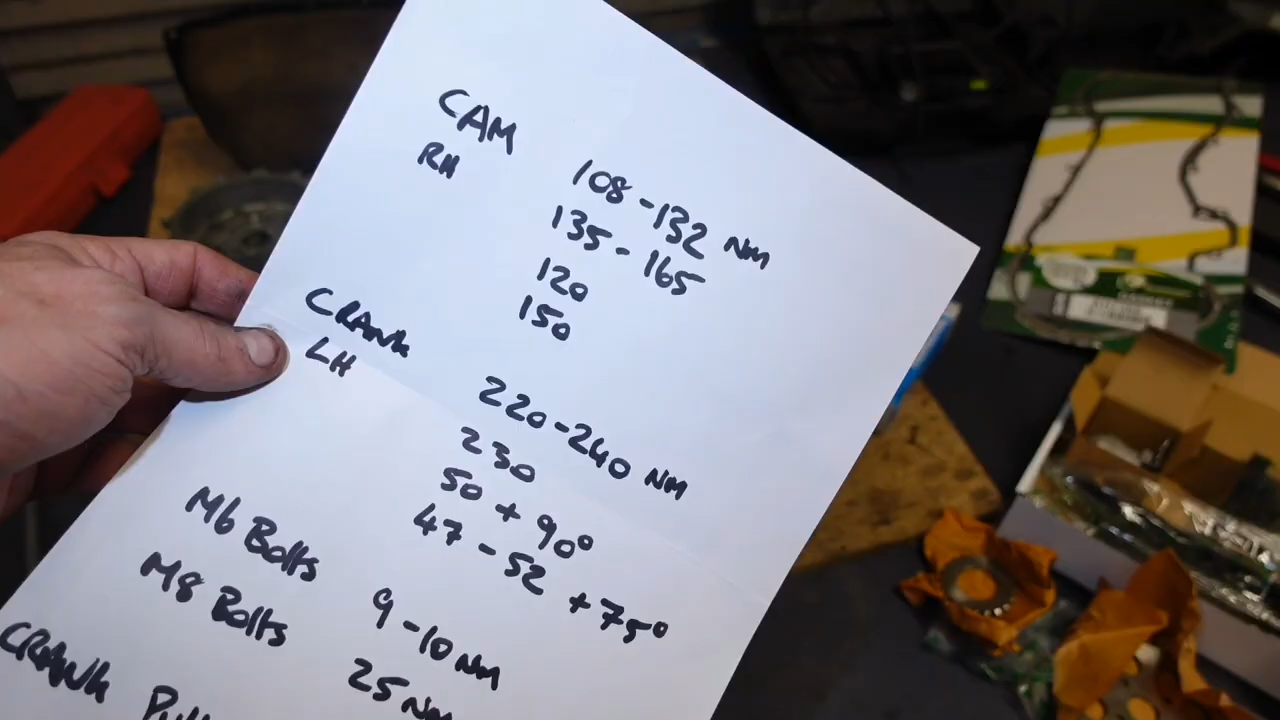 CAM
RH
108-132 NM
135-165
120
150
CRANK
LH
220-240 NM
230
50 + 90°
47-52 +75°
M6 Bolts 9-10 NM
M8 Bolts 25 NM
CRANK